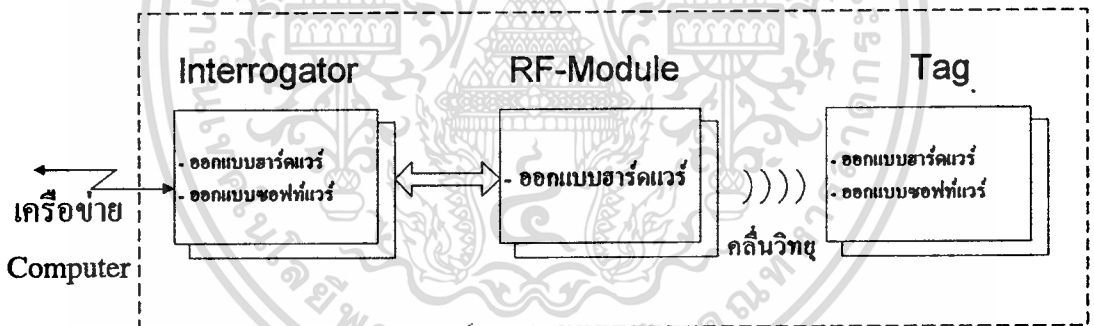 Interrogator
- ออกแบบฮาร์ดแวร์
- ออกแบบซอฟท์แวร์
RF-Module
- ออกแบบฮาร์ดแวร์
Tag
- ออกแบบฮาร์ดแวร์
- ออกแบบซอฟท์แวร์
คลื่นวิทยุ
เครือข่าย
Computer